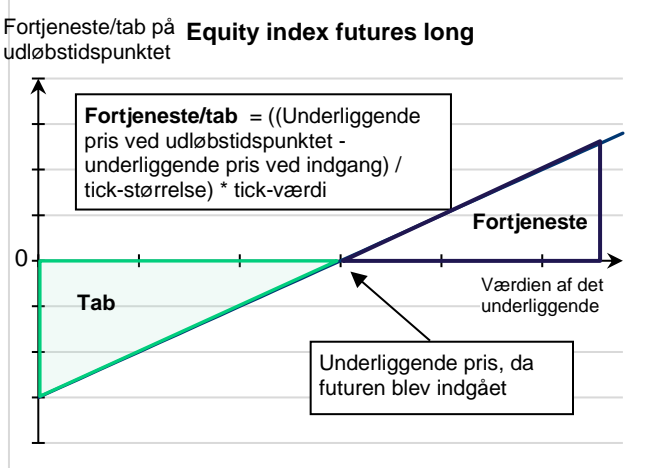 Fortjeneste/tab på
udløbstidspunktet
Equity index futures long
Fortjeneste/tab = ((Underliggende
pris ved udløbstidspunktet -
underliggende pris ved indgang) /
tick-størrelse) * tick-værdi
Fortjeneste
0
Værdien af det
underliggende
Tab
Underliggende pris, da
futuren blev indgået